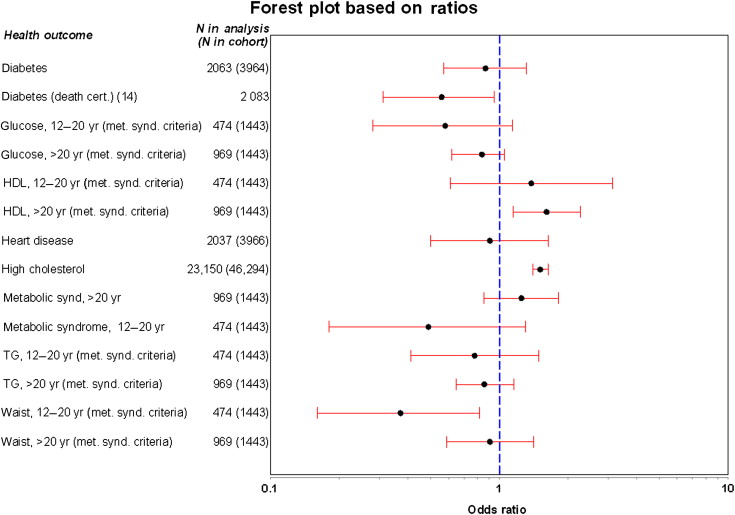 Forest plot based on ratios
Health outcome N in analysis
(N in cohort)
Diabetes 2063 (3964)
Diabetes (death cert.) (14) 2 083
Glucose, 12–20 yr (met. synd. criteria) 474 (1443)
Glucose, >20 yr (met. synd. criteria) 969 (1443)
HDL, 12–20 yr (met. synd. criteria) 474 (1443)
HDL, >20 yr (met. synd. criteria) 969 (1443)
Heart disease 2037 (3966)
High cholesterol 23,150 (46,294)
Metabolic synd, >20 yr 969 (1443)
Metabolic syndrome, 12–20 yr 474 (1443)
TG, 12–20 yr (met. synd. criteria) 474 (1443)
TG, >20 yr (met. synd. criteria) 969 (1443)
Waist, 12–20 yr (met. synd. criteria) 474 (1443)
Waist, >20 yr (met. synd. criteria) 969 (1443)
0.1 1 10
Odds ratio